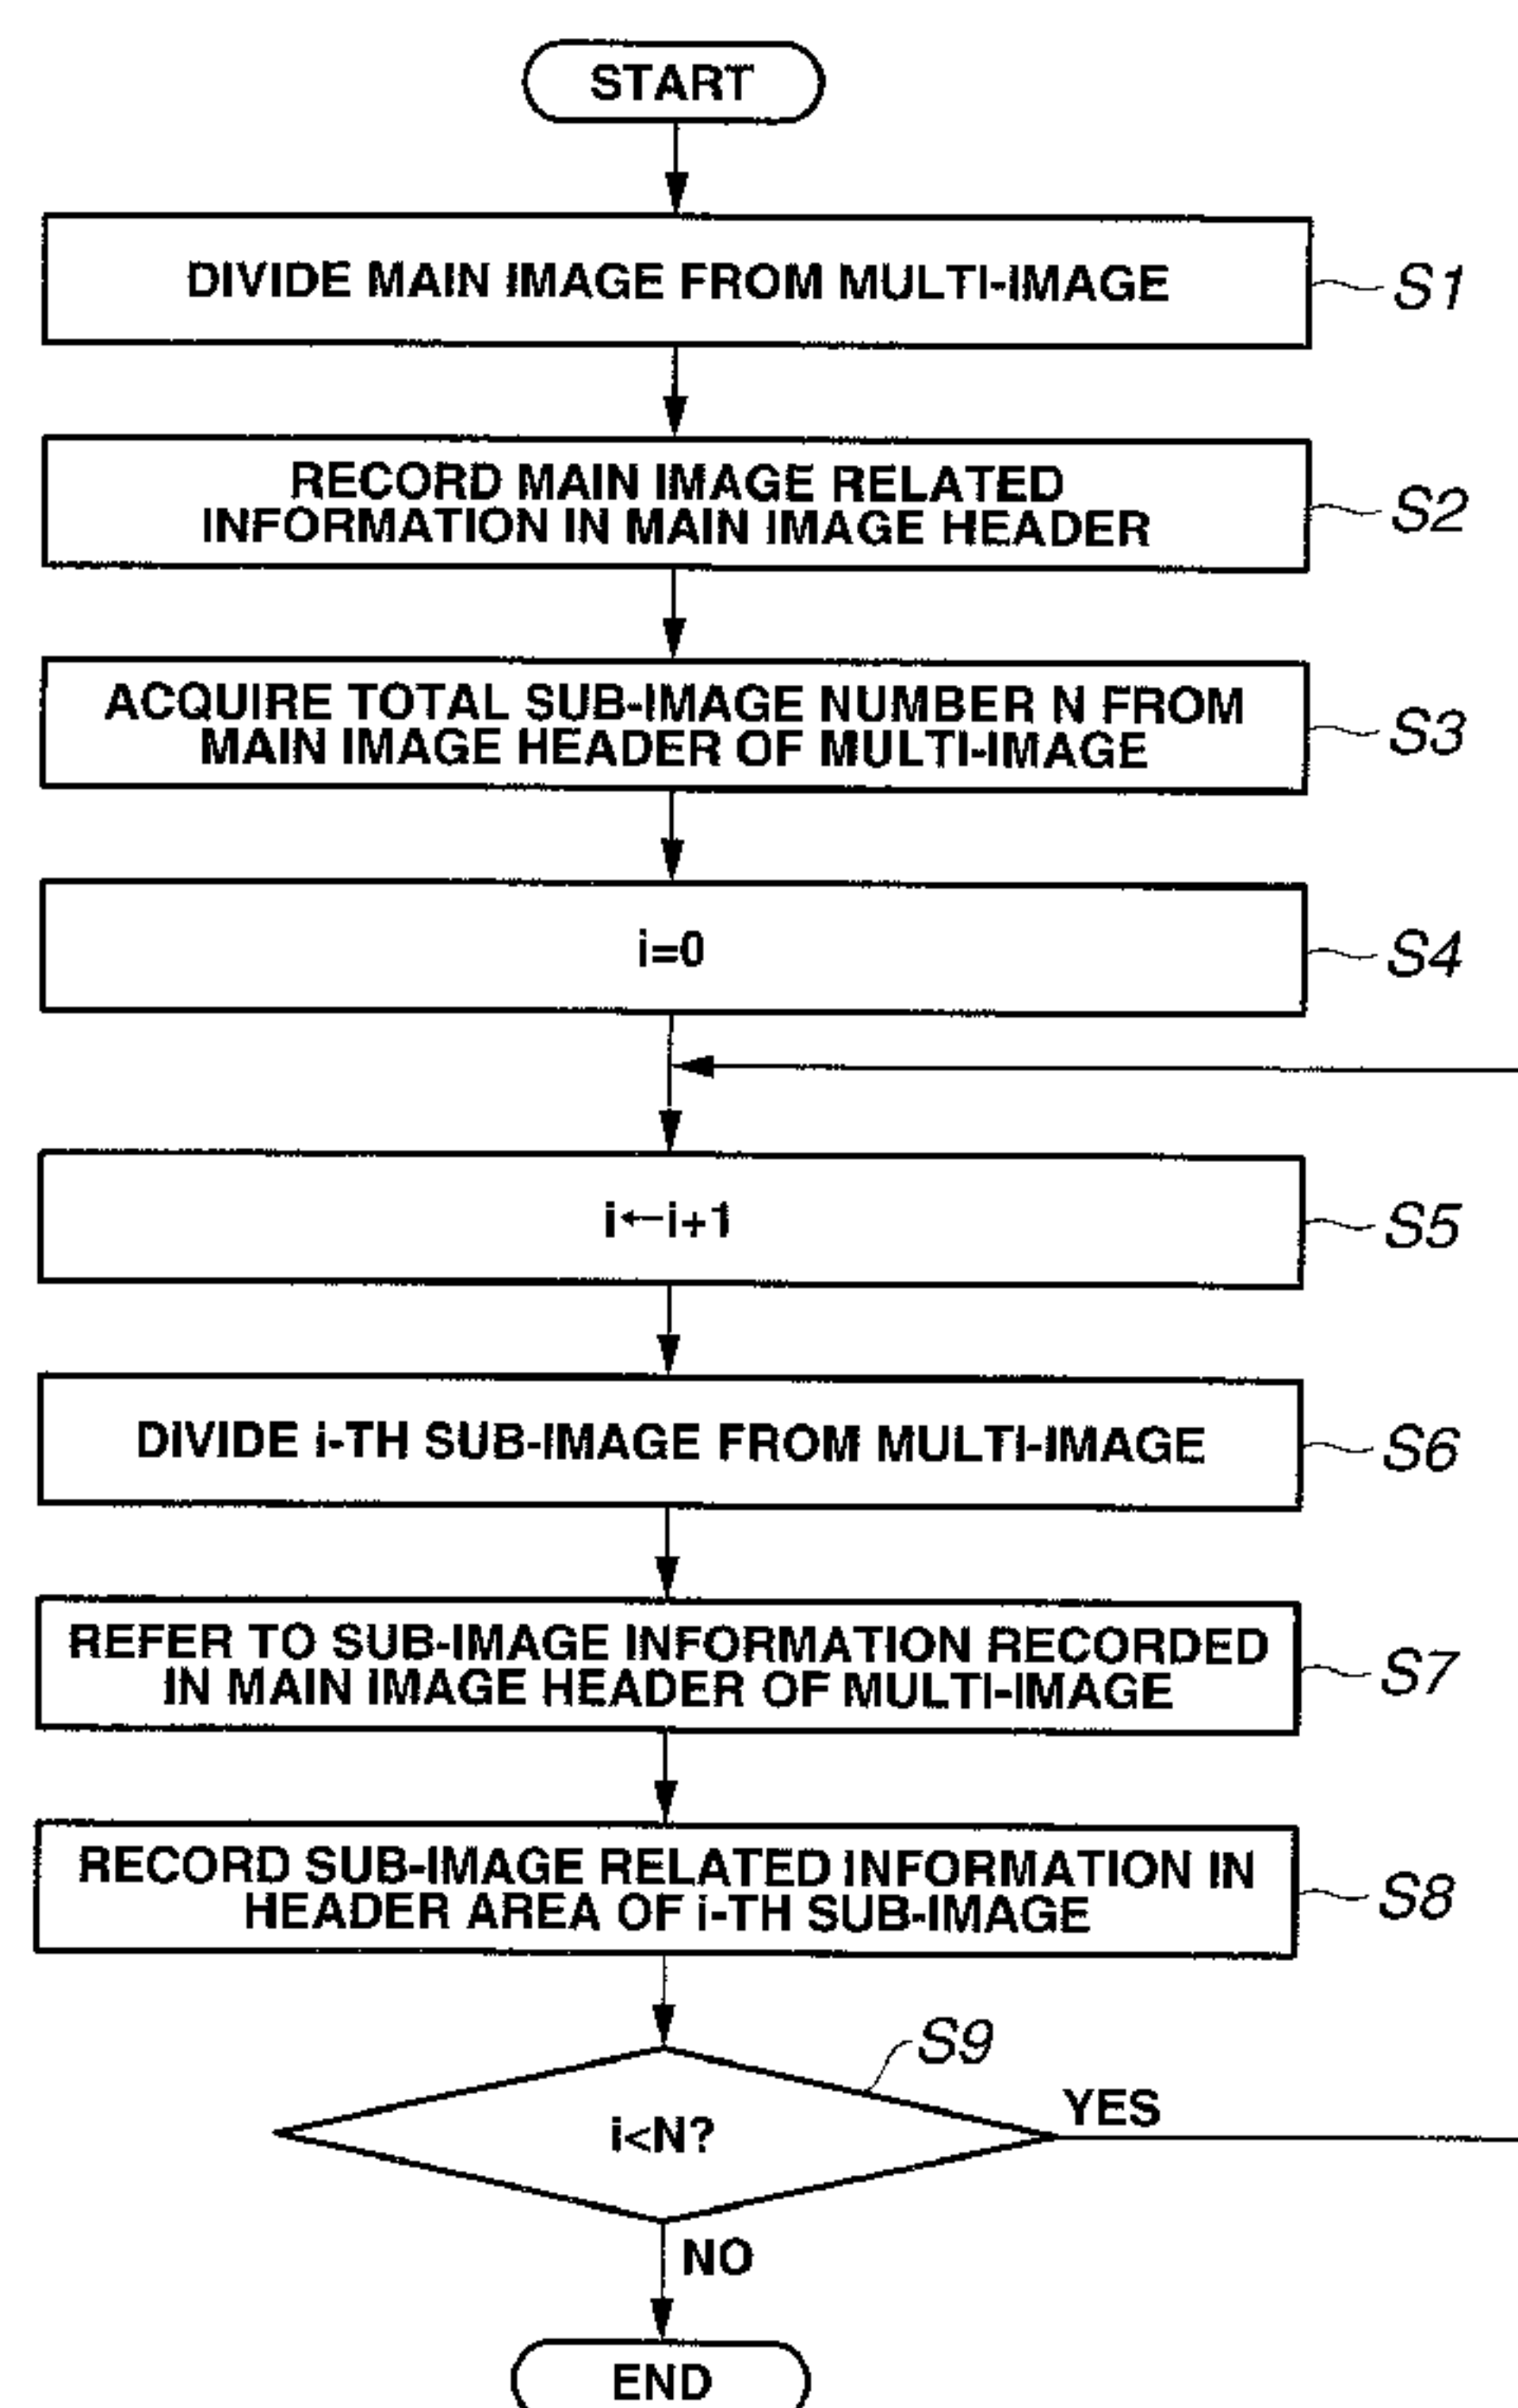 START
DIVIDE MAIN IMAGE FROM MULTI-IMAGE
S1
RECORD MAIN IMAGE RELATED
INFORMATION IN MAIN IMAGE HEADER
S2
ACQUIRE TOTAL SUB-IMAGE NUMBER N FROM
MAIN IMAGE HEADER OF MULTI-IMAGE
S3
i=0
S4
i←i+1
S5
DIVIDE i-TH SUB-IMAGE FROM MULTI-IMAGE
S6
REFER TO SUB-IMAGE INFORMATION RECORDED
IN MAIN IMAGE HEADER OF MULTI-IMAGE
S7
RECORD SUB-IMAGE RELATED INFORMATION IN
HEADER AREA OF i-TH SUB-IMAGE
S8
S9
i<N?
YES
NO
END